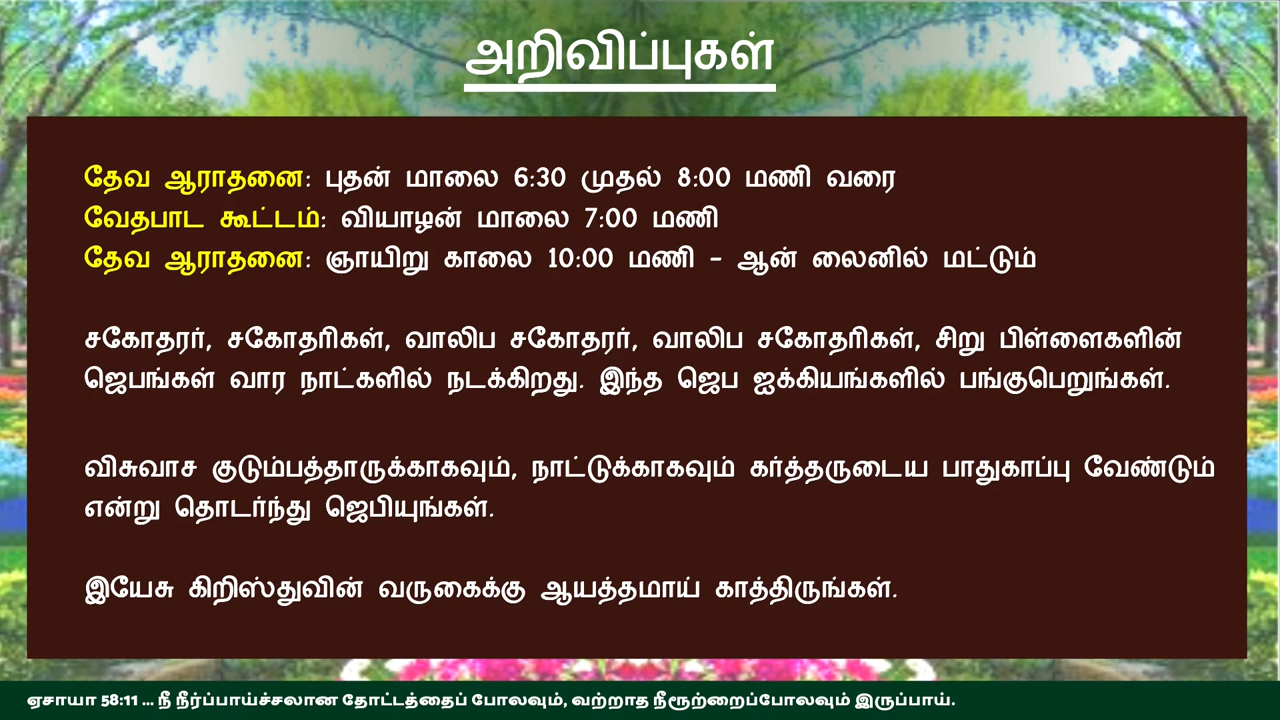 அறிவிப்புகள்
தேவ ஆராதனை: புதன் மாலை 6:30 முதல் 8:00 மணி வரை
வேதபாட கூட்டம்: வியாழன் மாலை 7:00 மணி
தேவ ஆராதனை: ஞாயிறு காலை 10:00 மணி - ஆன் லைனில் மட்டும்
சகோதரர், சகோதரிகள், வாலிப சகோதரர், வாலிப சகோதரிகள், சிறு பிள்ளைகளின்
ஜெபங்கள் வார நாட்களில் நடக்கிறது. இந்த ஜெப ஐக்கியங்களில் பங்குபெறுங்கள்.
விசுவாச குடும்பத்தாருக்காகவும், நாட்டுக்காகவும் கர்த்தருடைய பாதுகாப்பு வேண்டும்
என்று தொடர்ந்து ஜெபியுங்கள்.
இயேசு கிறிஸ்துவின் வருகைக்கு ஆயத்தமாய் காத்திருங்கள்.
ஏசாயா 58:11 ... நீ நீர்ப்பாய்ச்சலான தோட்டத்தைப் போலவும், வற்றாத நீரூற்றைப்போலவும் இருப்பாய்.